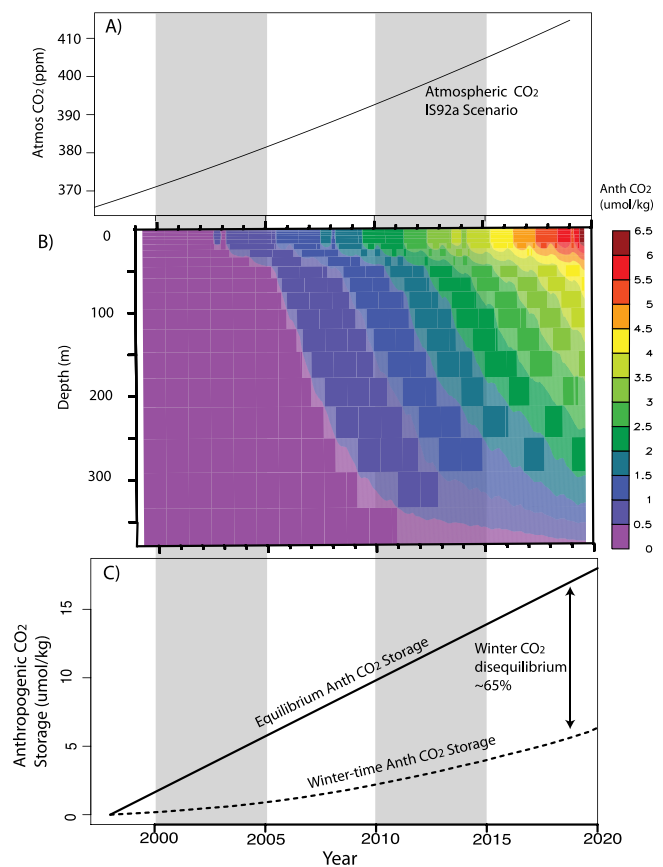 A)
410
400
390
380
370
Atmos CO2 (ppm)
Atmospheric CO2
IS92a Scenario
Anth CO2
(umol/kg)
6.5
6
5.5
5
4.5
4
3.5
3
2.5
2
1.5
1
0.5
0
B)
0
100
200
300
Depth (m)
C)
15
10
5
0
Anthropogenic CO2
Storage (umol/kg)
Equilibrium Anth CO2 Storage
Winter CO2
disequilibrium
~65%
Winter-time Anth CO2 Storage
2000
2005
2010
2015
2020
Year